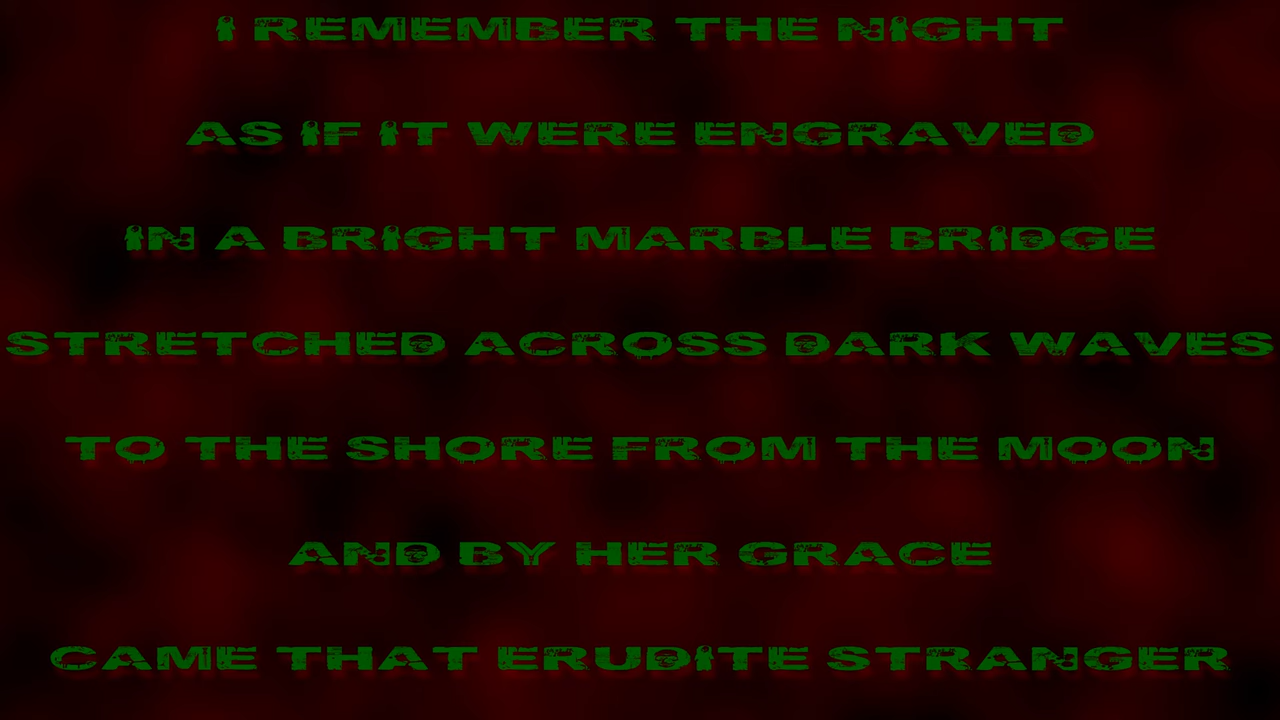 I REMEMBER THE NIGHT
AS IF IT WERE ENGRAVED
IN A BRIGHT MARBLE BRIDGE
STRETCHED ACROSS DARK WAVES
TO THE SHORE FROM THE MOON
AND BY HER GRACE
CAME THAT ERUDITE STRANGER